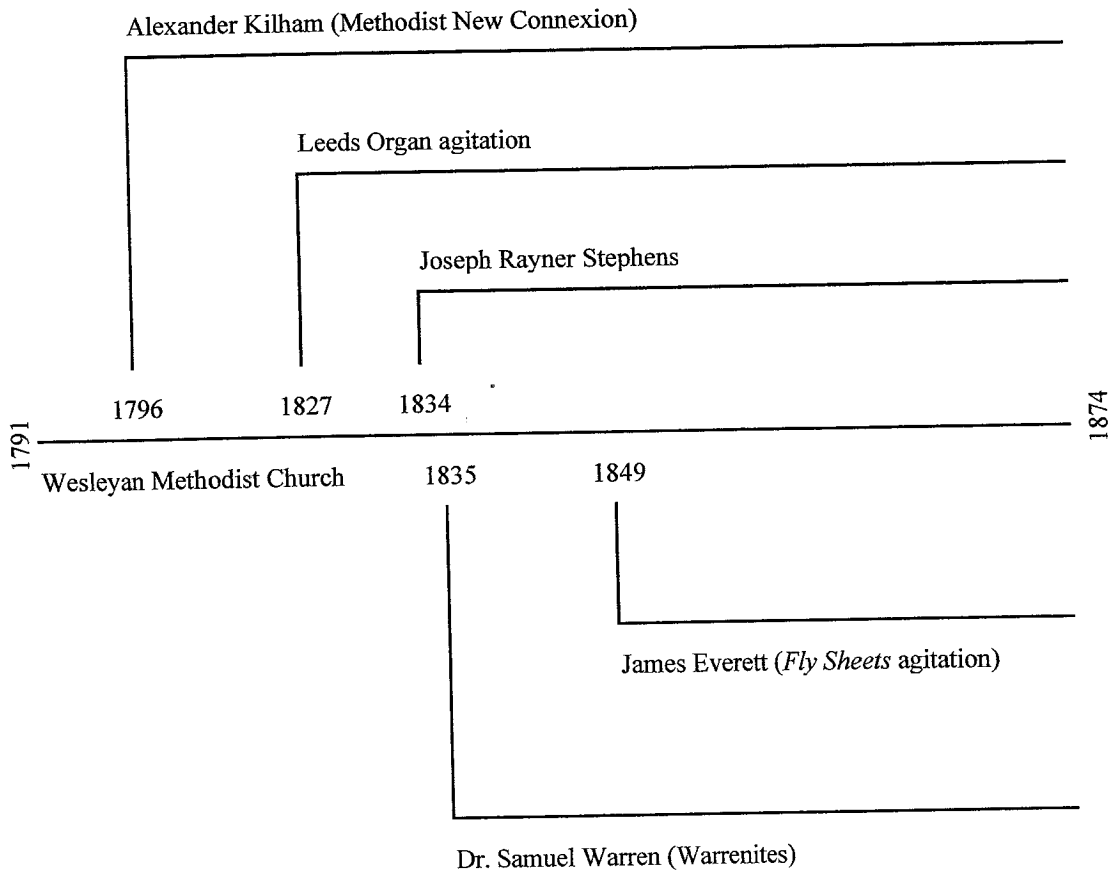 Alexander Kilham (Methodist New Connexion)
Leeds Organ agitation
Joseph Rayner Stephens
1796
1827
1834
1791
1874
Wesleyan Methodist Church
1835
1849
James Everett (Fly Sheets agitation)
Dr. Samuel Warren (Warrenites)